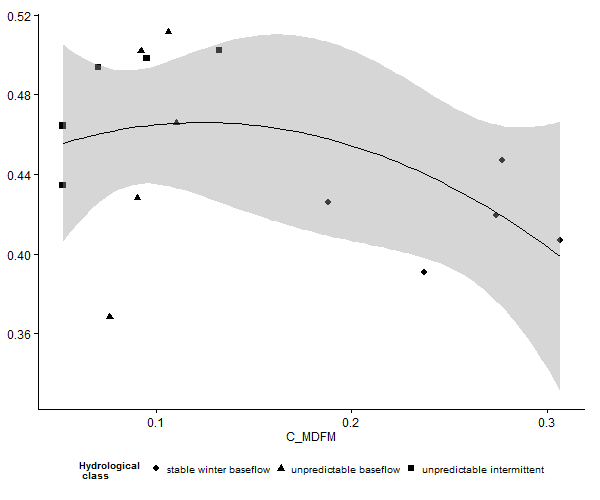 0.52
0.48
0.44
0.40
0.36
0.1 0.2 0.3
C_MDFM
Hydrological
class
stable winter baseflow unpredictable baseflow unpredictable intermittent